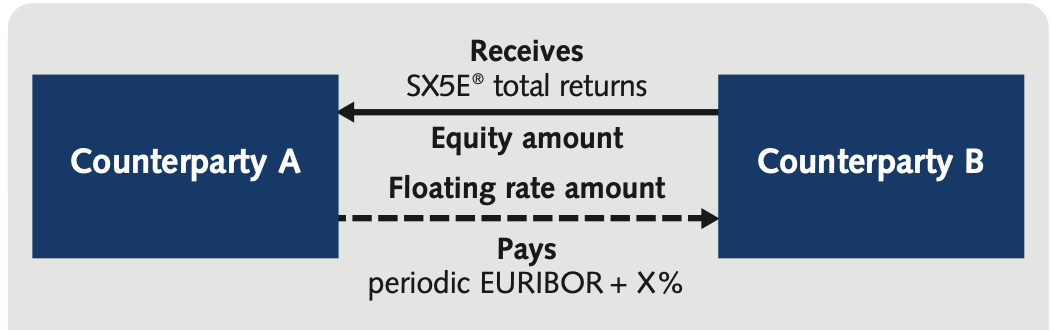 Receives
SX5E® total returns
Counterparty A
Equity amount
Counterparty B
Floating rate amount
Pays
periodic EURIBOR + X%